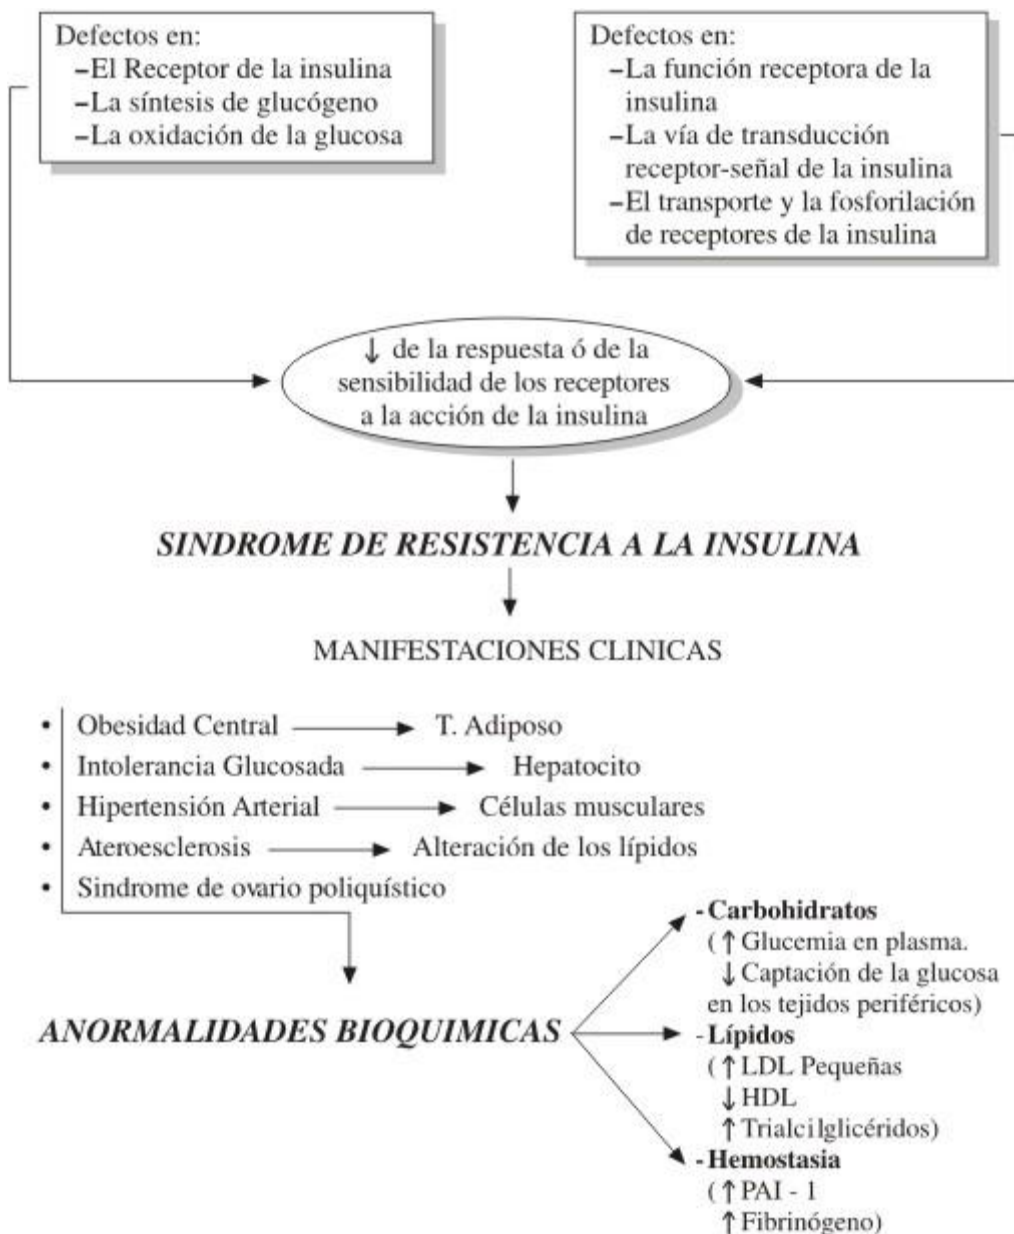 Defectos en:
–El Receptor de la insulina
–La síntesis de glucógeno
–La oxidación de la glucosa
Defectos en:
–La función receptora de la
insulina
–La vía de transducción
receptor-señal de la insulina
–El transporte y la fosforilación
de receptores de la insulina
↓ de la respuesta ó de la
sensibilidad de los receptores
a la acción de la insulina
SINDROME DE RESISTENCIA A LA INSULINA
MANIFESTACIONES CLINICAS
• Obesidad Central → T. Adiposo
• Intolerancia Glucosada → Hepatocito
• Hipertensión Arterial → Células musculares
• Ateroesclerosis → Alteración de los lípidos
• Sindrome de ovario poliquístico
ANORMALIDADES BIOQUIMICAS
- Carbohidratos
(↑ Glucemia en plasma.
↓ Captación de la glucosa
en los tejidos periféricos)
- Lípidos
(↑ LDL Pequeñas
↓ HDL
↑ Trialcilglicéridos)
- Hemostasia
(↑ PAI - 1
↑ Fibrinógeno)